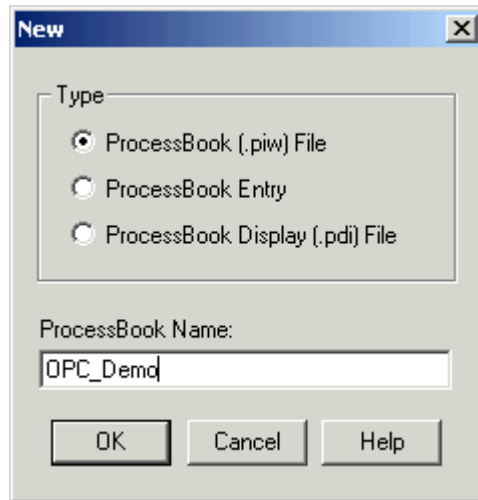 New
Type
ProcessBook (.piw) File
ProcessBook Entry
ProcessBook Display (.pdi) File
ProcessBook Name:
OPC_Demo
OK Cancel Help